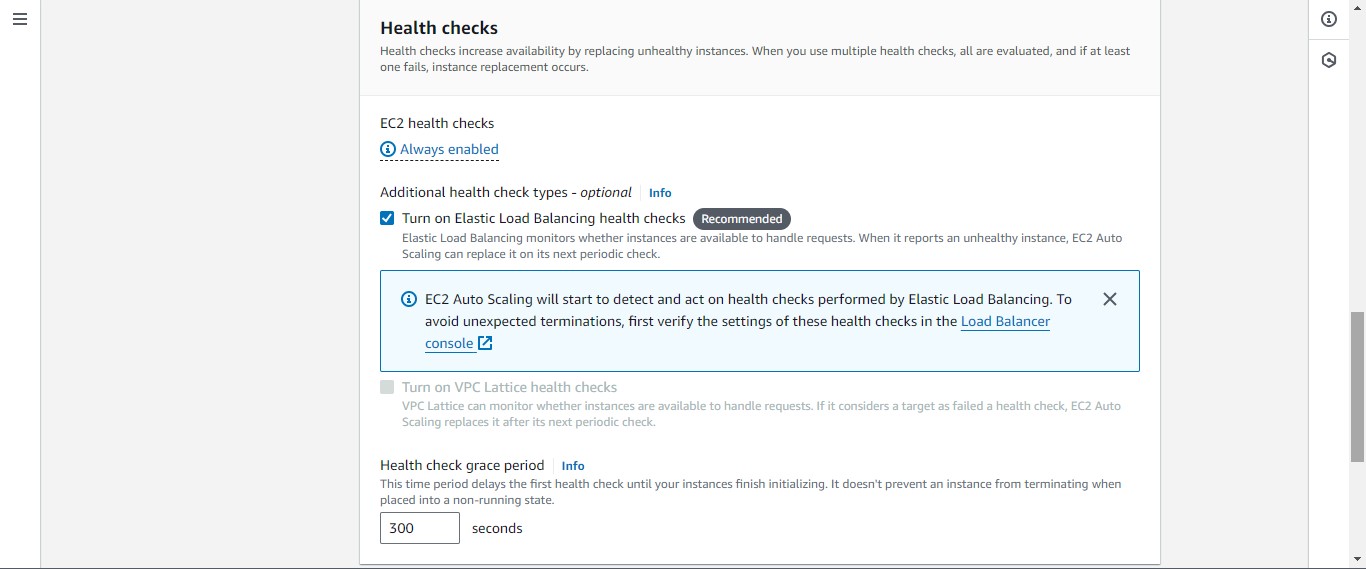 Health checks
Health checks increase availability by replacing unhealthy instances. When you use multiple health checks, all are evaluated, and if at least
one fails, instance replacement occurs.
EC2 health checks
Always enabled
Additional health check types - optional Info
Turn on Elastic Load Balancing health checks Recommended
Elastic Load Balancing monitors whether instances are available to handle requests. When it reports an unhealthy instance, EC2 Auto
Scaling can replace it on its next periodic check.
EC2 Auto Scaling will start to detect and act on health checks performed by Elastic Load Balancing. To
avoid unexpected terminations, first verify the settings of these health checks in the Load Balancer
console
Turn on VPC Lattice health checks
VPC Lattice can monitor whether instances are available to handle requests. If it considers a target as failed a health check, EC2 Auto
Scaling replaces it after its next periodic check.
Health check grace period Info
This time period delays the first health check until your instances finish initializing. It doesn't prevent an instance from terminating when
placed into a non-running state.
300 seconds